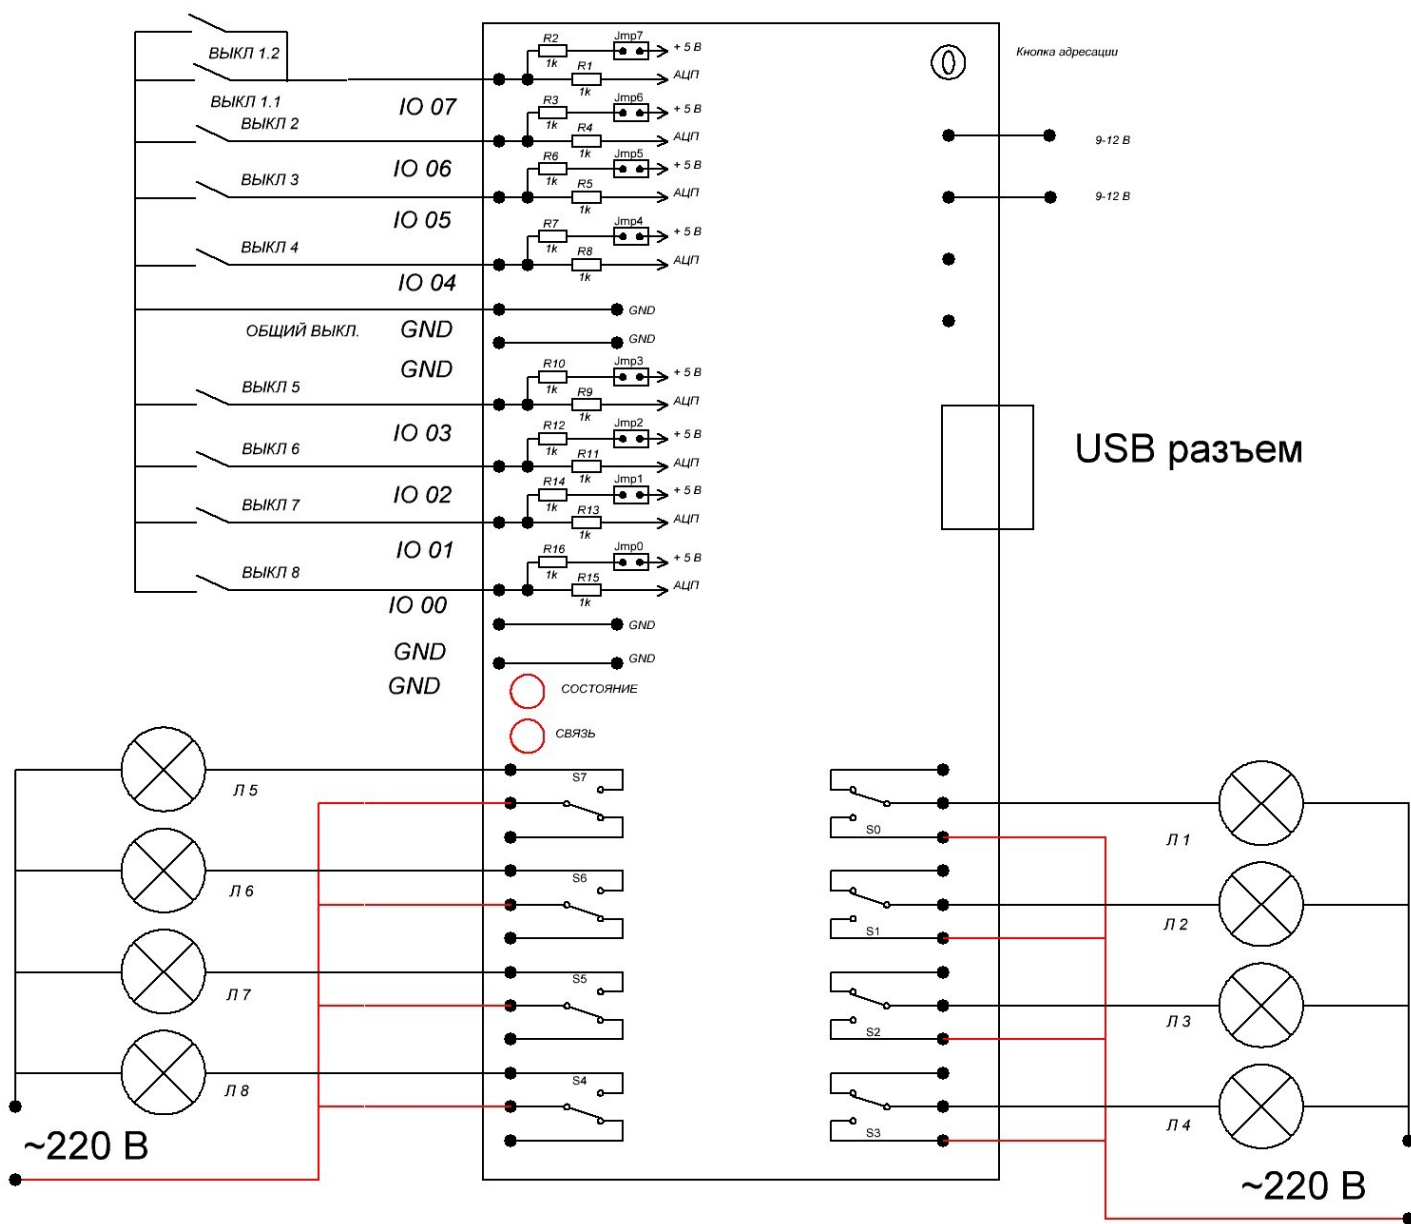 R2
Jmp7
+ 5 В
1k
ВЫКЛ 1.2
R1
АЦП
1k
ВЫКЛ 1.1
IO 07
R3
Jmp6
+ 5 В
1k
ВЫКЛ 2
R4
АЦП
1k
IO 06
R6
Jmp5
+ 5 В
1k
ВЫКЛ 3
R5
АЦП
1k
IO 05
R7
Jmp4
+ 5 В
1k
ВЫКЛ 4
R8
АЦП
1k
IO 04
GND
ОБЩИЙ ВЫКЛ.
GND
GND
GND
R10
Jmp3
+ 5 В
1k
ВЫКЛ 5
R9
АЦП
1k
IO 03
R12
Jmp2
+ 5 В
1k
ВЫКЛ 6
R11
АЦП
1k
IO 02
R14
Jmp1
+ 5 В
1k
ВЫКЛ 7
R13
АЦП
1k
IO 01
R16
Jmp0
+ 5 В
1k
ВЫКЛ 8
R15
АЦП
1k
IO 00
GND
GND
GND
GND
СОСТОЯНИЕ
СВЯЗЬ
Кнопка адресации
9-12 В
9-12 В
USB разъем
Л 5
S7
Л 6
S6
Л 7
S5
Л 8
S4
~220 В
S0
Л 1
S1
Л 2
S2
Л 3
S3
Л 4
~220 В